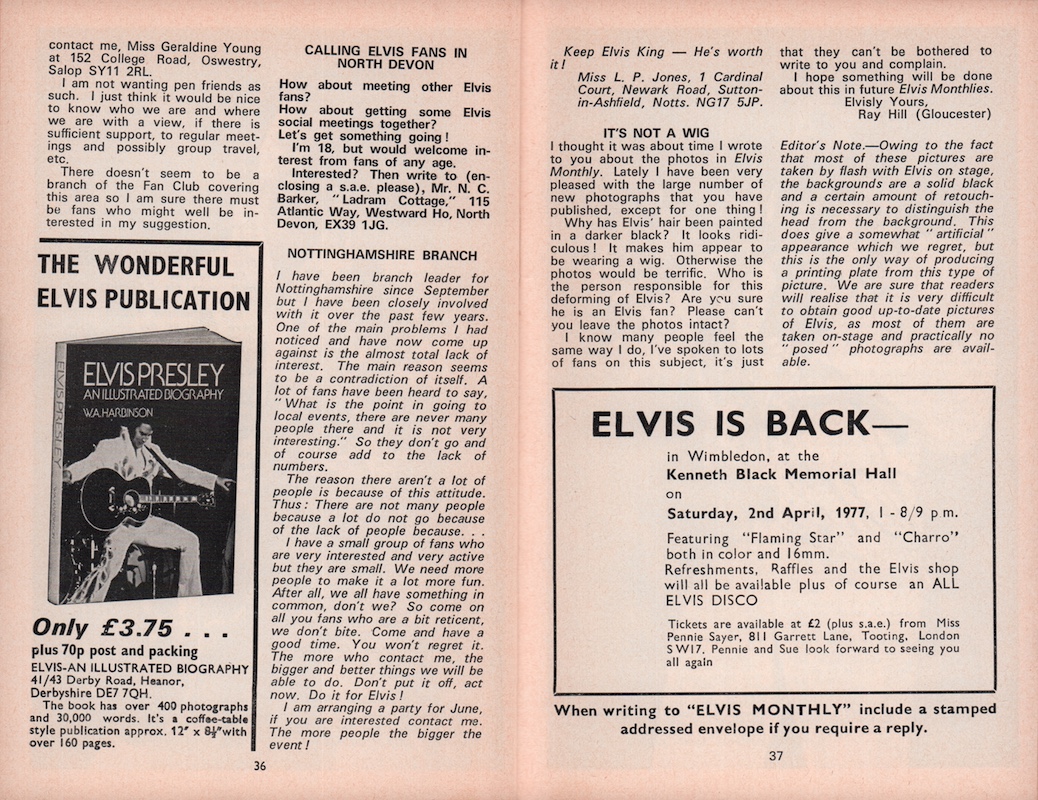 contact me, Miss Geraldine Young
at 152 College Road, Oswestry,
Salop SY11 2RL.
I am not wanting pen friends as
such. I just think it would be nice
to know who we are and where
we are with a view, if there is
sufficient support, to regular meet-
ings and possibly group travel,
etc.
There doesn't seem to be a
branch of the Fan Club covering
this area so I am sure there must
be fans who might well be in-
terested in my suggestion.
THE WONDERFUL
ELVIS PUBLICATION
ELVIS PRESLEY
ELVIS PRESLEY
AN ILLUSTRATED BIOGRAPHY
W.A. HARBINSON
Only £3.75 . . .
plus 70p post and packing
ELVIS-AN ILLUSTRATED BIOGRAPHY
41/43 Derby Road, Heanor,
Derbyshire DE7 7QH.
The book has over 400 photographs
and 30,000 words. It's a coffee-table
style publication approx. 12" x 8½" with
over 160 pages.
CALLING ELVIS FANS IN
NORTH DEVON
How about meeting other Elvis
fans?
How about getting some Elvis
social meetings together?
Let's get something going!
I'm 18, but would welcome in-
terest from fans of any age.
Interested? Then write to (en-
closing a s.a.e. please), Mr. N. C.
Barker, "Ladram Cottage," 115
Atlantic Way, Westward Ho, North
Devon, EX39 1JG.
NOTTINGHAMSHIRE BRANCH
I have been branch leader for
Nottinghamshire since September
but I have been closely involved
with it over the past few years.
One of the main problems I had
noticed and have now come up
against is the almost total lack of
interest. The main reason seems
to be a contradiction of itself. A
lot of fans have been heard to say,
"What is the point in going to
local events, there are never many
people there and it is not very
interesting." So they don't go and
of course add to the lack of
numbers.
The reason there aren't a lot of
people is because of this attitude.
Thus: There are not many people
because a lot do not go because
of the lack of people because. . .
I have a small group of fans who
are very interested and very active
but they are small. We need more
people to make it a lot more fun.
After all, we all have something in
common, don't we? So come on
all you fans who are a bit reticent,
we don't bite. Come and have a
good time. You won't regret it.
The more who contact me, the
bigger and better things we will be
able to do. Don't put it off, act
now. Do it for Elvis!
I am arranging a party for June,
if you are interested contact me.
The more people the bigger the
event!
36
Keep Elvis King — He's worth
it!
Miss L. P. Jones, 1 Cardinal
Court, Newark Road, Sutton-
in-Ashfield, Notts. NG17 5JP.
IT'S NOT A WIG
I thought it was about time I wrote
to you about the photos in Elvis
Monthly. Lately I have been very
pleased with the large number of
new photographs that you have
published, except for one thing!
Why has Elvis' hair been painted
in a darker black? It looks ridi-
culous! It makes him appear to
be wearing a wig. Otherwise the
photos would be terrific. Who is
the person responsible for this
deforming of Elvis? Are you sure
he is an Elvis fan? Please can't
you leave the photos intact?
I know many people feel the
same way I do, I've spoken to lots
of fans on this subject, it's just
that they can't be bothered to
write to you and complain.
I hope something will be done
about this in future Elvis Monthlies.
Elvisly Yours,
Ray Hill (Gloucester)
Editor's Note.—Owing to the fact
that most of these pictures are
taken by flash with Elvis on stage,
the backgrounds are a solid black
and a certain amount of retouch-
ing is necessary to distinguish the
head from the background. This
does give a somewhat "artificial"
appearance which we regret, but
this is the only way of producing
a printing plate from this type of
picture. We are sure that readers
will realise that it is very difficult
to obtain good up-to-date pictures
of Elvis, as most of them are
taken on-stage and practically no
"posed" photographs are avail-
able.
ELVIS IS BACK—
in Wimbledon, at the
Kenneth Black Memorial Hall
on
Saturday, 2nd April, 1977, 1 - 8/9 p m.
Featuring "Flaming Star" and "Charro"
both in color and 16mm.
Refreshments, Raffles and the Elvis shop
will all be available plus of course an ALL
ELVIS DISCO
Tickets are available at £2 (plus s.a.e.) from Miss
Pennie Sayer, 811 Garrett Lane, Tooting, London
SW17. Pennie and Sue look forward to seeing you
all again
When writing to "ELVIS MONTHLY" include a stamped
addressed envelope if you require a reply.
37